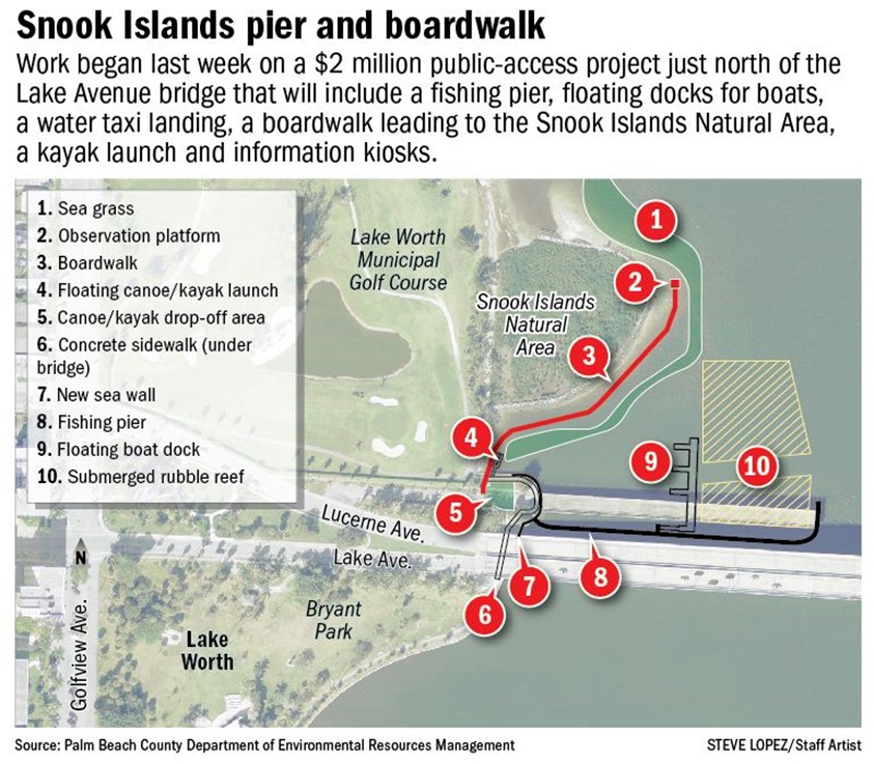 Snook Islands pier and boardwalk
Work began last week on a $2 million public-access project just north of the
Lake Avenue bridge that will include a fishing pier, floating docks for boats,
a water taxi landing, a boardwalk leading to the Snook Islands Natural Area,
a kayak launch and information kiosks.
1. Sea grass
2. Observation platform
3. Boardwalk
4. Floating canoe/kayak launch
5. Canoe/kayak drop-off area
6. Concrete sidewalk (under
bridge)
7. New sea wall
8. Fishing pier
9. Floating boat dock
10. Submerged rubble reef
Lake Worth
Municipal
Golf Course
Snook Islands
Natural
Area
1
2
3
4
9
10
5
Lucerne Ave.
Lake Ave.
N
7
8
6
Bryant
Park
Lake
Worth
Golfview Ave.
Source: Palm Beach County Department of Environmental Resources Management
STEVE LOPEZ/Staff Artist